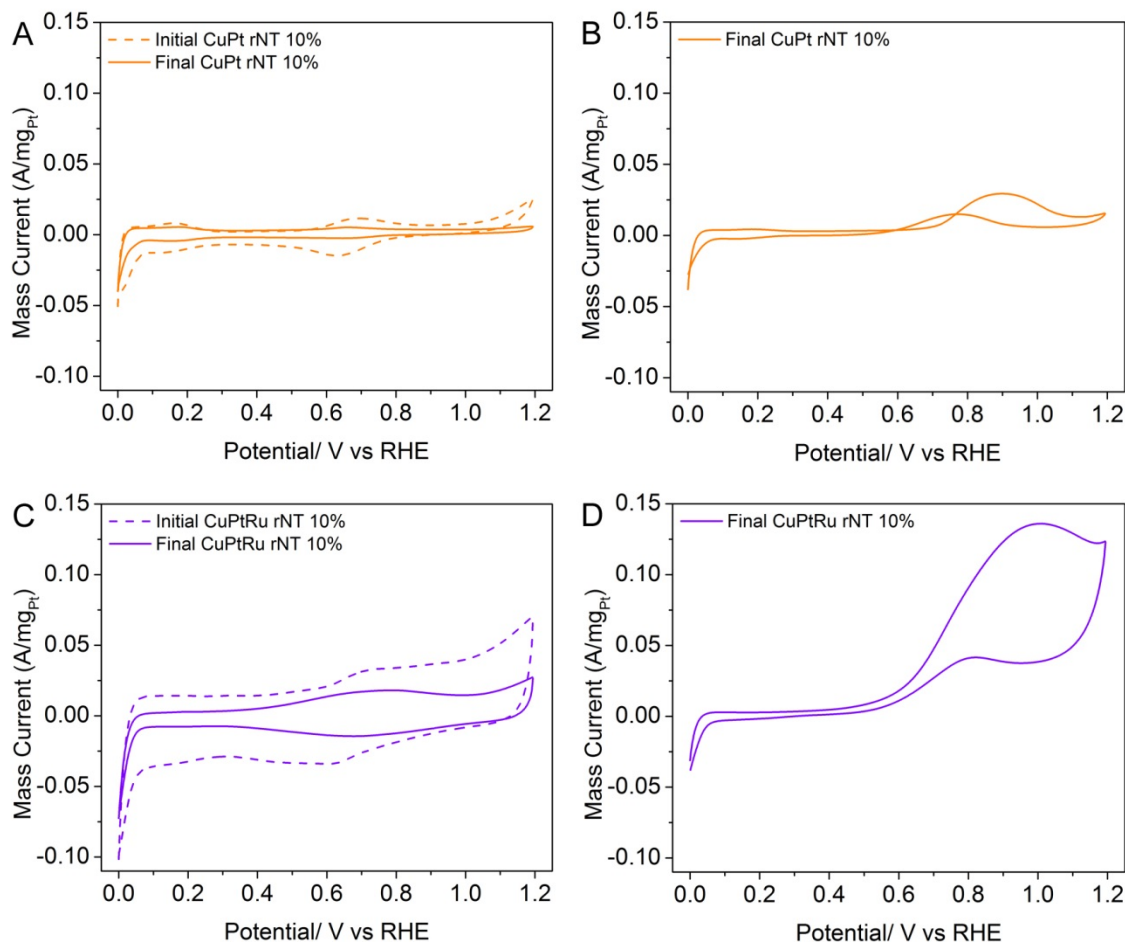 A
Initial CuPt rNT 10%
Final CuPt rNT 10%
Mass Current (A/mgPt)
0.15
0.10
0.05
0.00
-0.05
-0.10
0.0 0.2 0.4 0.6 0.8 1.0 1.2
Potential/ V vs RHE
B
Final CuPt rNT 10%
Mass Current (A/mgPt)
0.15
0.10
0.05
0.00
-0.05
-0.10
0.0 0.2 0.4 0.6 0.8 1.0 1.2
Potential/ V vs RHE
C
Initial CuPtRu rNT 10%
Final CuPtRu rNT 10%
Mass Current (A/mgPt)
0.15
0.10
0.05
0.00
-0.05
-0.10
0.0 0.2 0.4 0.6 0.8 1.0 1.2
Potential/ V vs RHE
D
Final CuPtRu rNT 10%
Mass Current (A/mgPt)
0.15
0.10
0.05
0.00
-0.05
-0.10
0.0 0.2 0.4 0.6 0.8 1.0 1.2
Potential/ V vs RHE